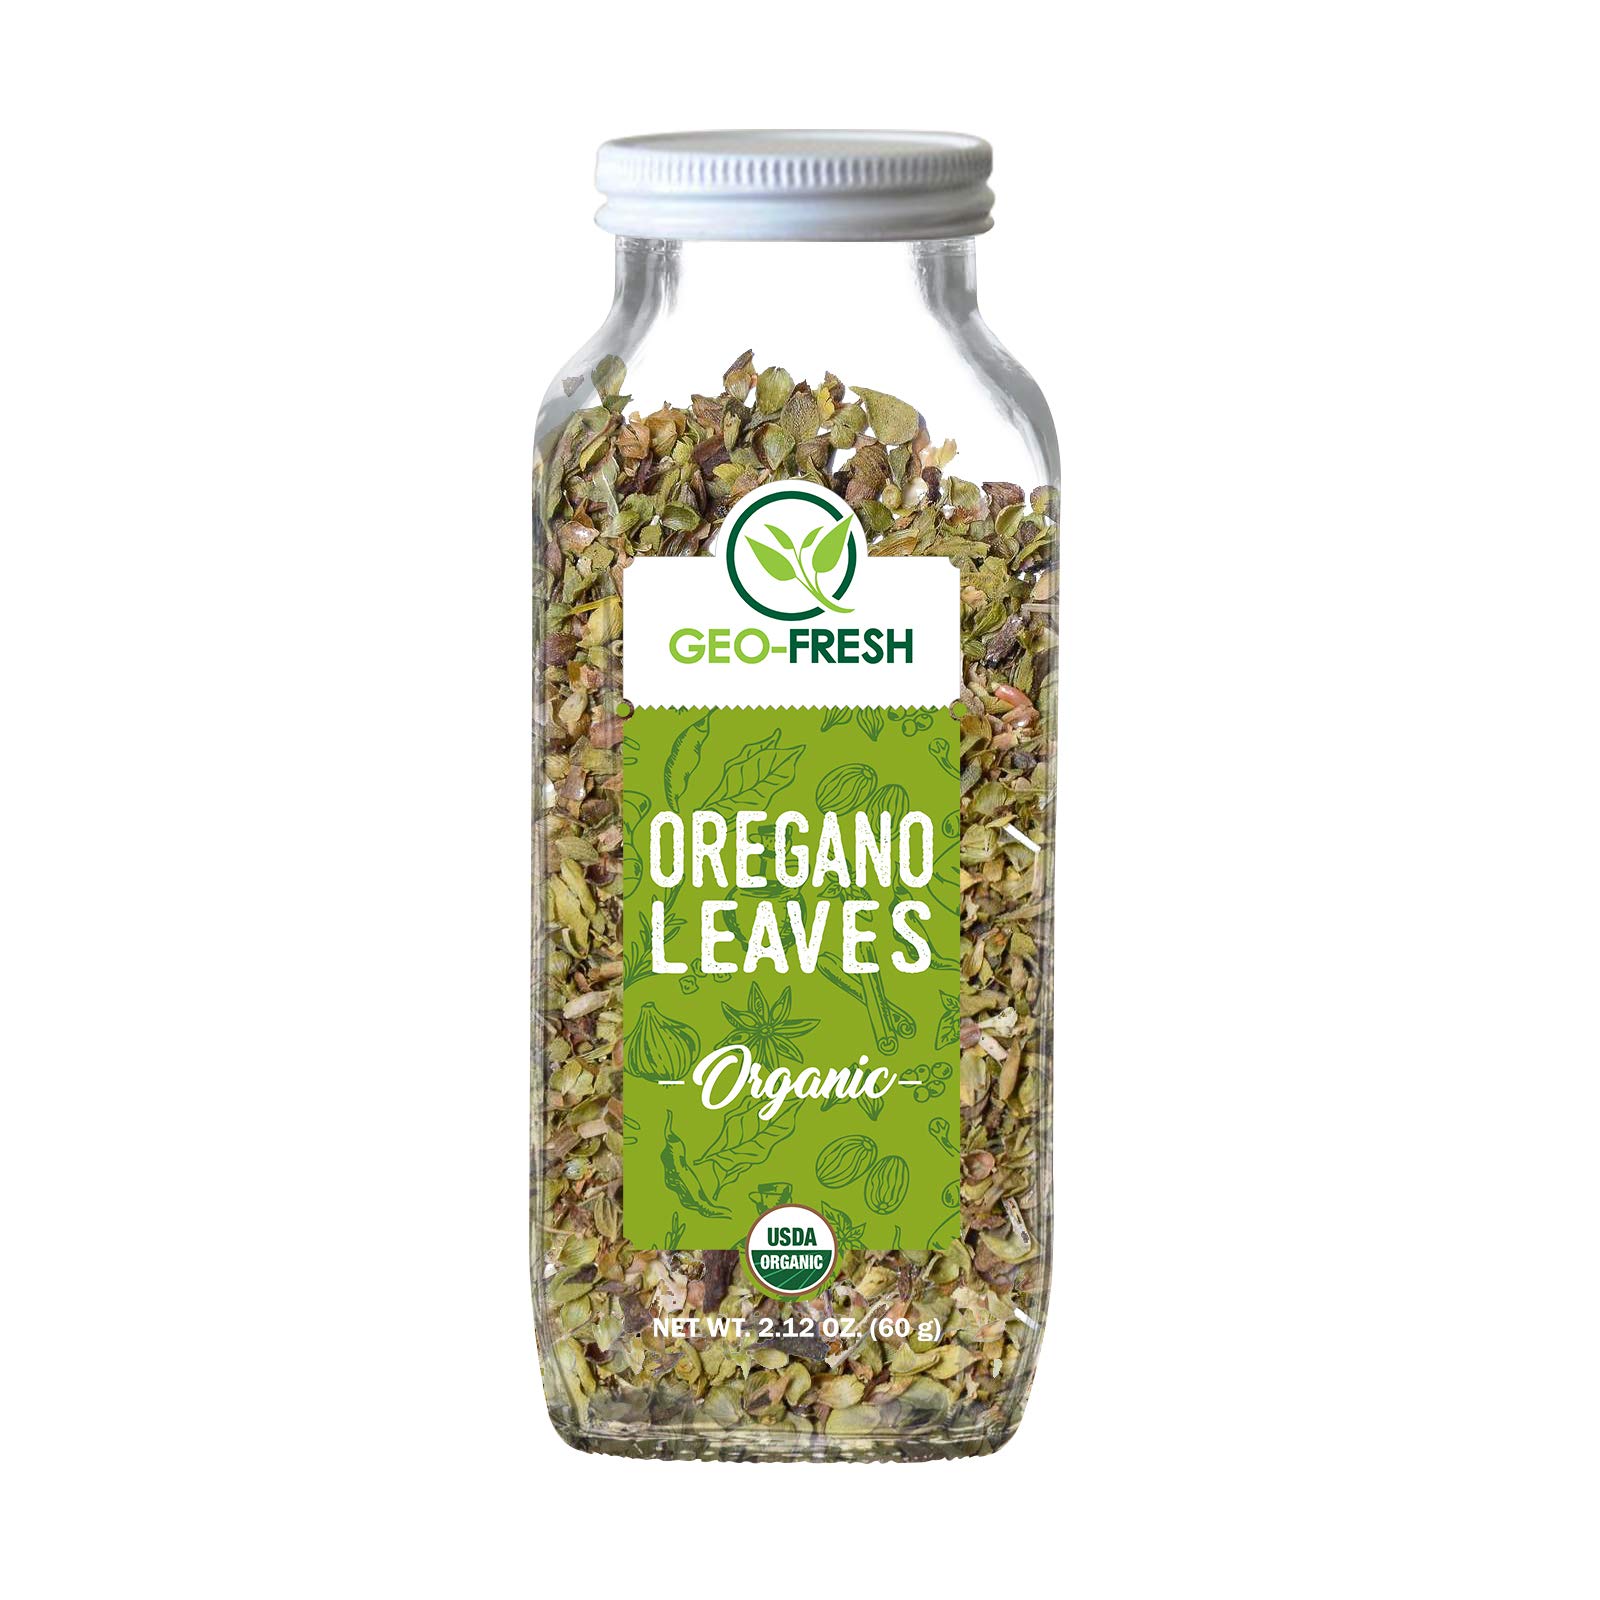 GEO-FRESH
OREGANO
LEAVES
Organic
USDA
ORGANIC
NET WT. 2.12 OZ. (60 g)